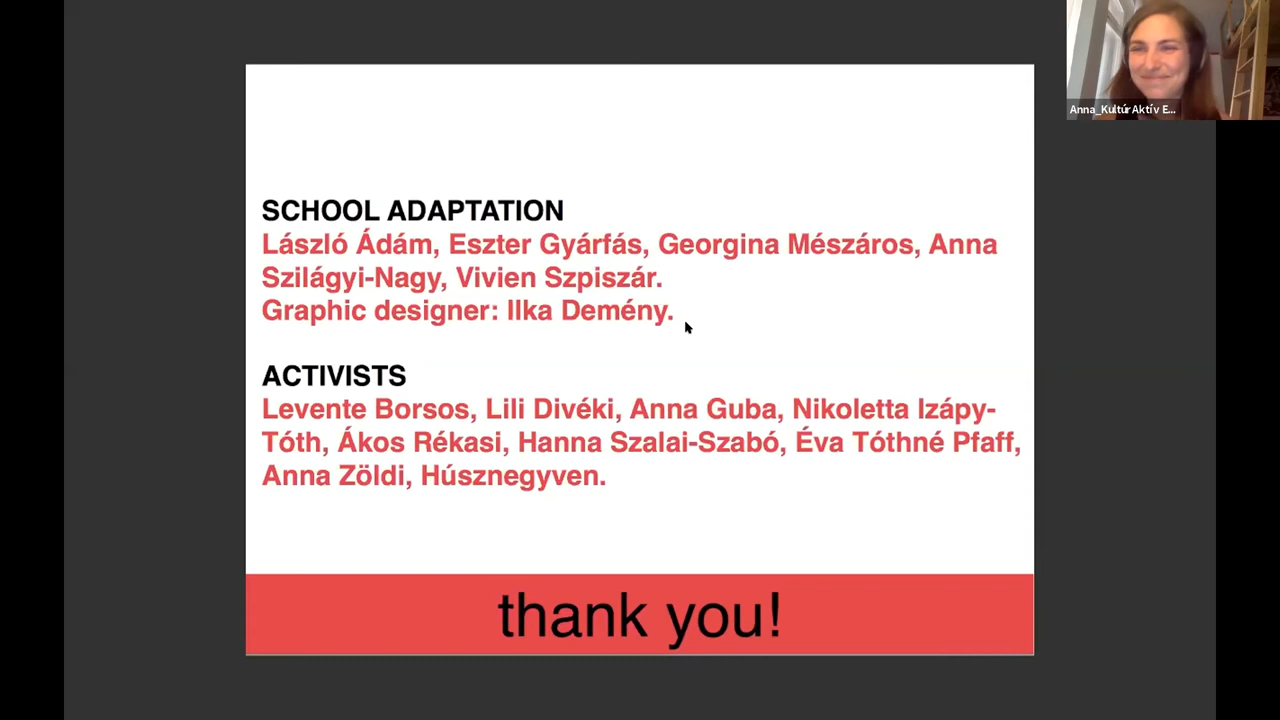 Anna_KultúrAktív E...
SCHOOL ADAPTATION
László Ádám, Eszter Gyárfás, Georgina Mészáros, Anna
Szilágyi-Nagy, Vivien Szpiszár.
Graphic designer: Ilka Demény.
ACTIVISTS
Levente Borsos, Lili Divéki, Anna Guba, Nikoletta Izápy-
Tóth, Ákos Rékasi, Hanna Szalai-Szabó, Éva Tóthné Pfaff,
Anna Zöldi, Húsznegyven.
thank you!